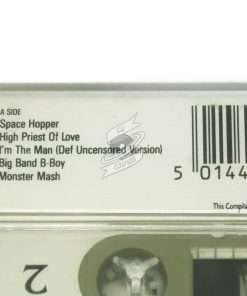 A SIDE
Space Hopper
High Priest Of Love
I'm The Man (Def Uncensored Version)
Big Band B-Boy
Monster Mash
5 0144
This Compila
2